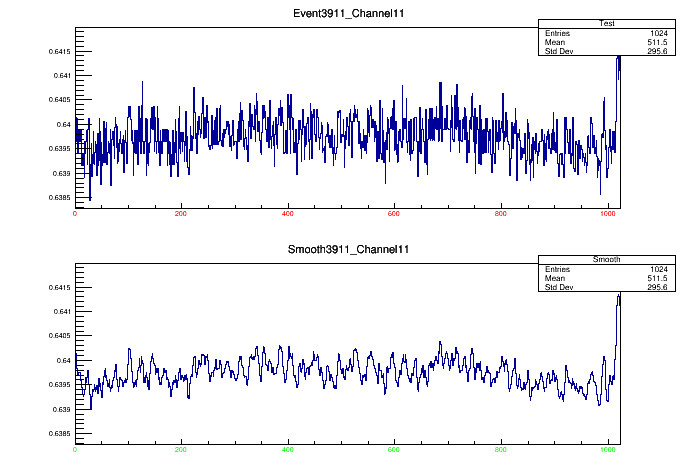 Event3911_Channel11
Test
Entries 1024
Mean 511.5
Std Dev 295.6
0.6415
0.641
0.6405
0.64
0.6395
0.639
0.6385
0 200 400 600 800 1000
Smooth3911_Channel11
Smooth
Entries 1024
Mean 511.5
Std Dev 295.6
0.6415
0.641
0.6405
0.64
0.6395
0.639
0.6385
0 200 400 600 800 1000